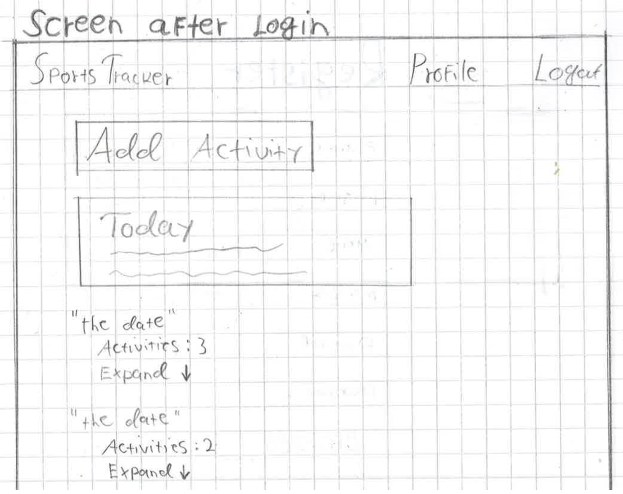 Screen after Login
Sports Tracker Profile Logout
Add Activity
Today
"the date"
Activities: 3
Expand ↓
"the date"
Activities: 2
Expand ↓